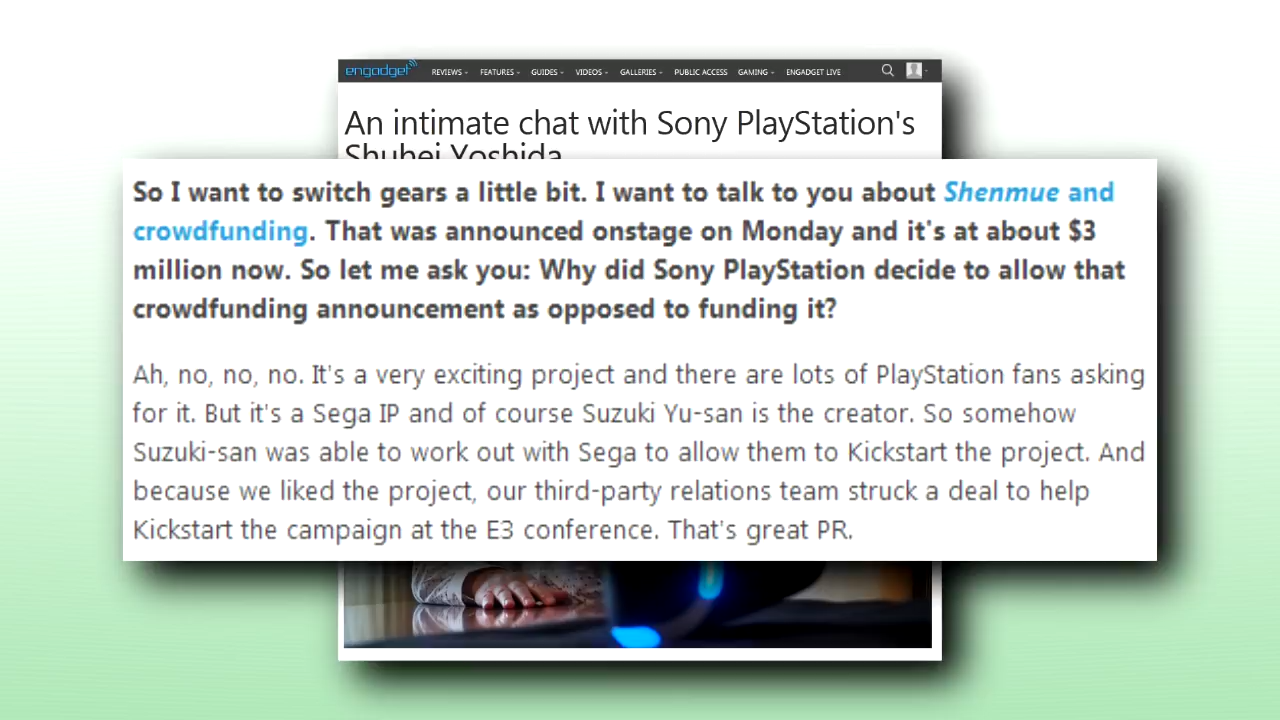 engadget REVIEWS FEATURES GUIDES VIDEOS GALLERIES PUBLIC ACCESS GAMING ENGADGET LIVE
An intimate chat with Sony PlayStation's
Shuhei Yoshida
So I want to switch gears a little bit. I want to talk to you about Shenmue and
crowdfunding. That was announced onstage on Monday and it's at about $3
million now. So let me ask you: Why did Sony PlayStation decide to allow that
crowdfunding announcement as opposed to funding it?
Ah, no, no, no. It's a very exciting project and there are lots of PlayStation fans asking
for it. But it's a Sega IP and of course Suzuki Yu-san is the creator. So somehow
Suzuki-san was able to work out with Sega to allow them to Kickstart the project. And
because we liked the project, our third-party relations team struck a deal to help
Kickstart the campaign at the E3 conference. That's great PR.